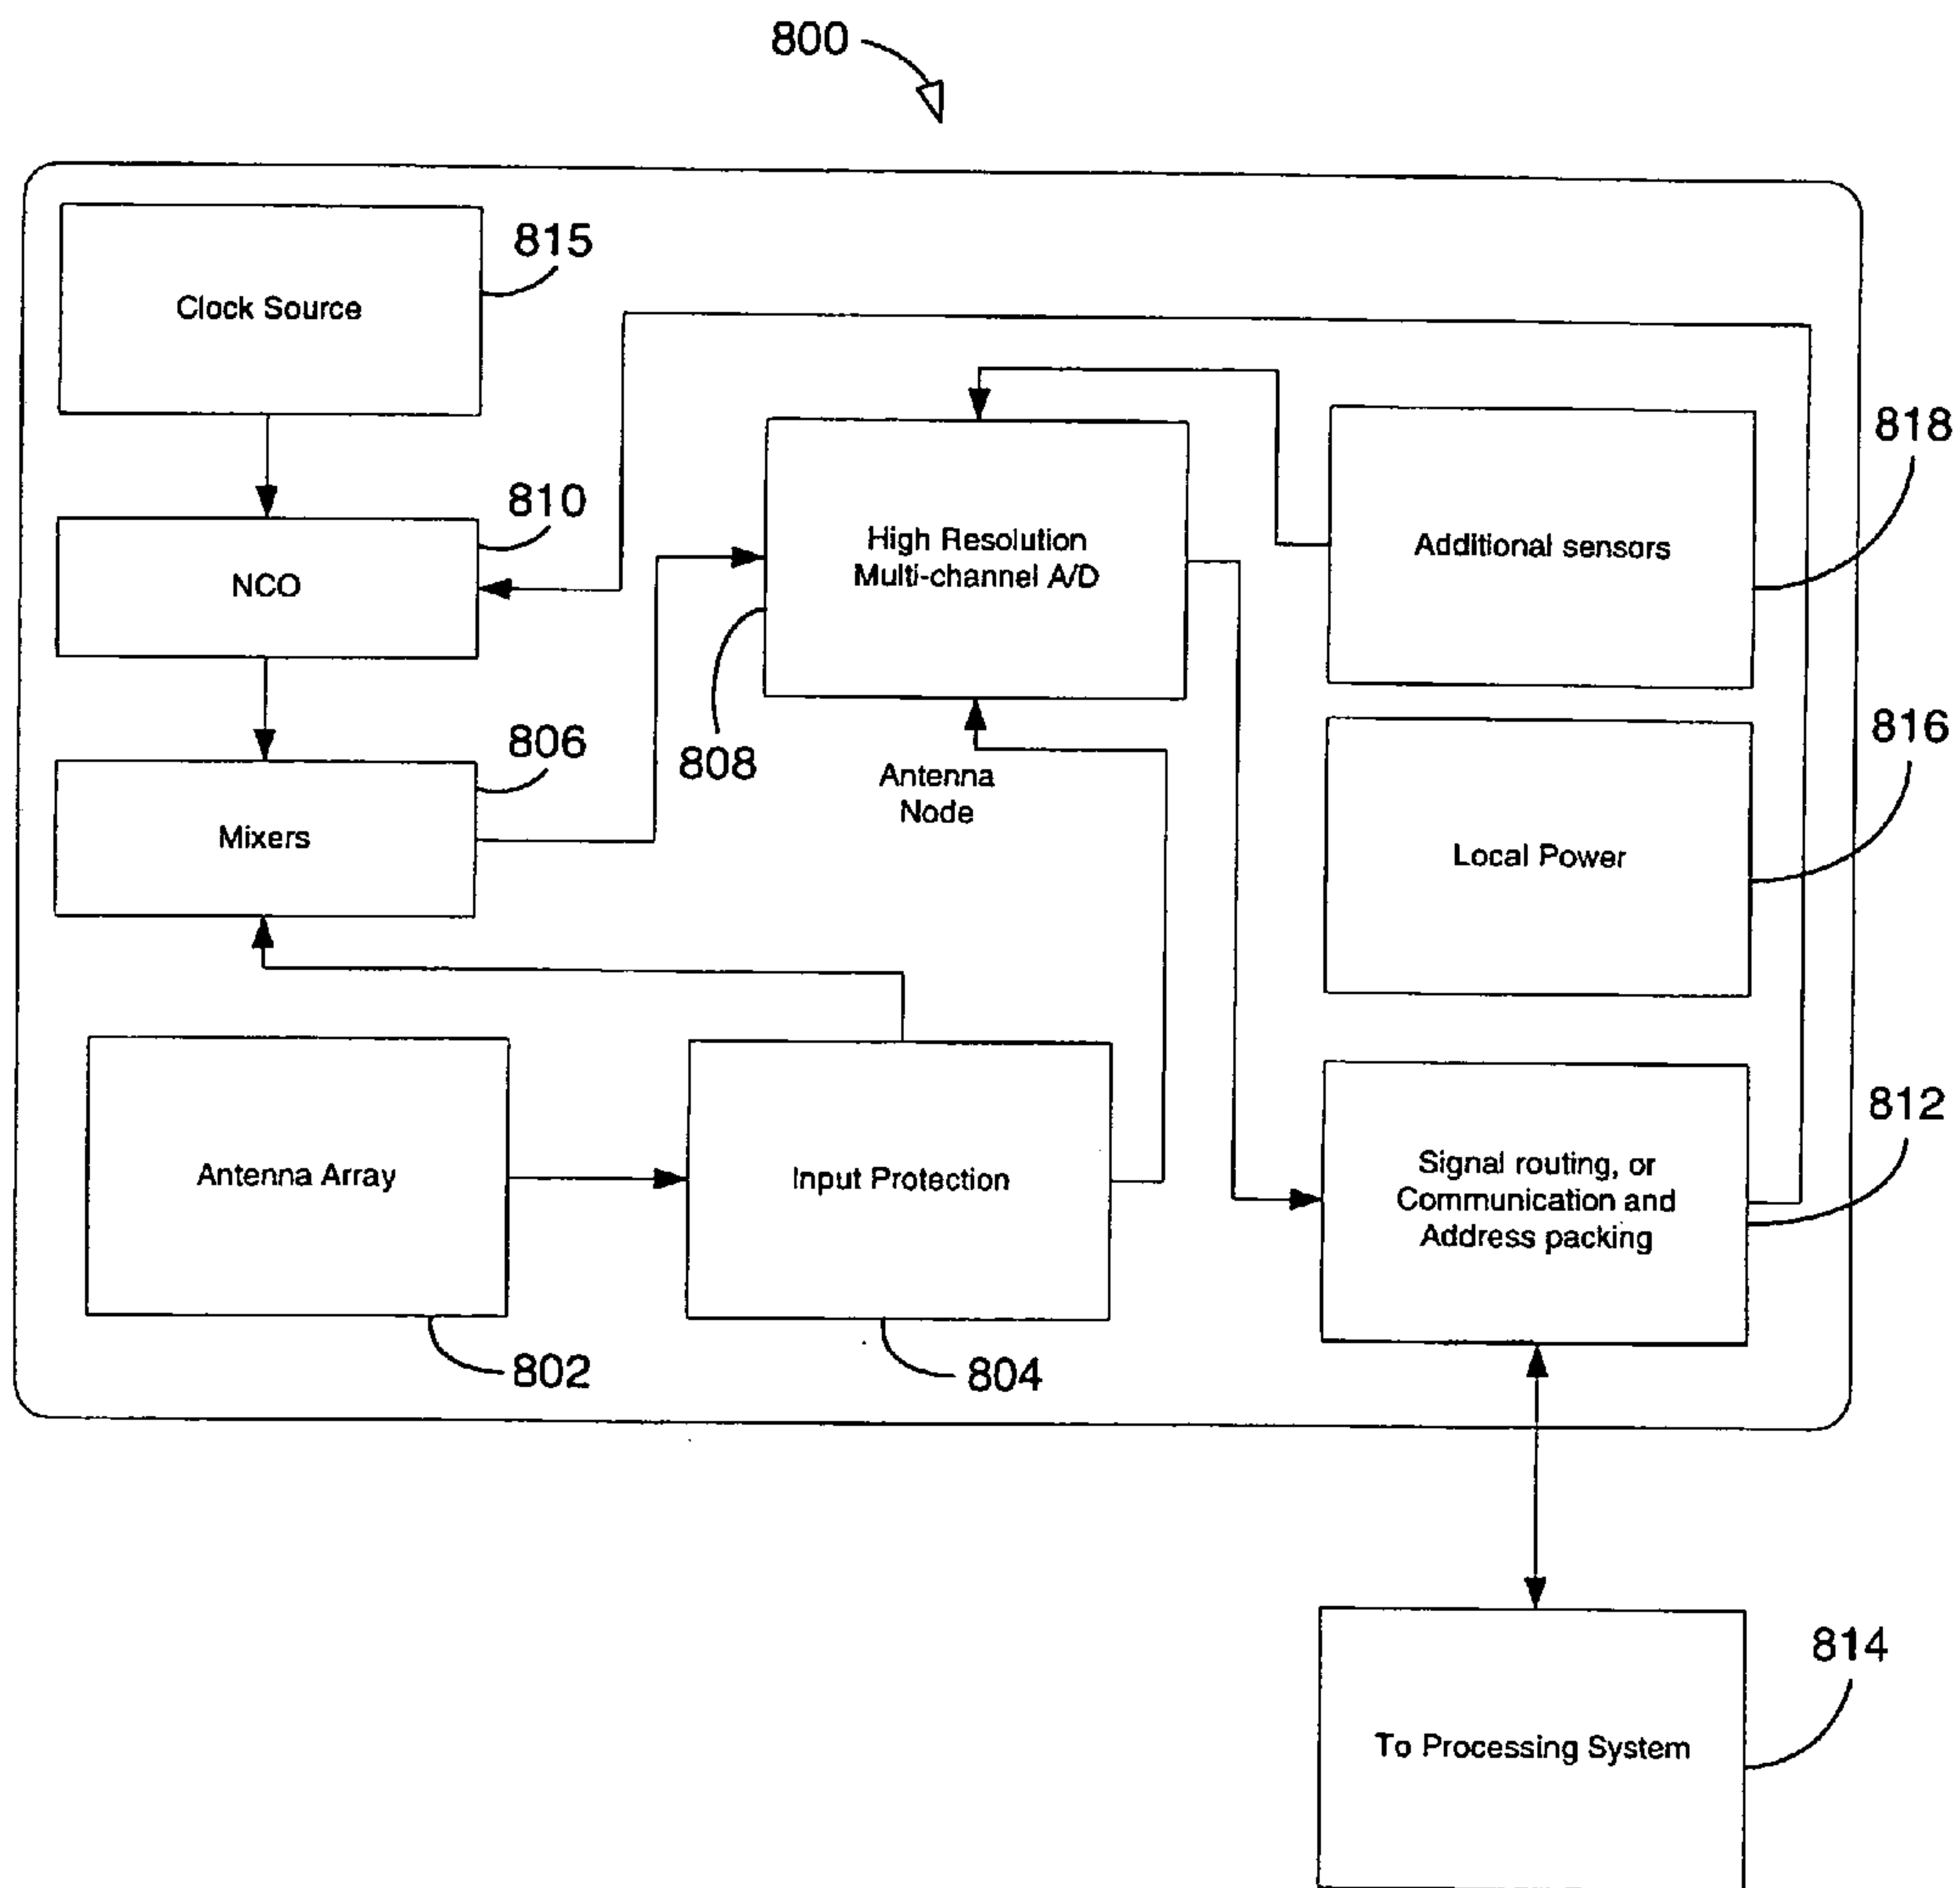 800
Clock Source
815
NCO
810
Mixers
806
High Resolution
Multi-channel A/D
808
Antenna
Node
Additional sensors
818
Local Power
816
Antenna Array
802
Input Protection
804
Signal routing, or
Communication and
Address packing
812
To Processing System
814